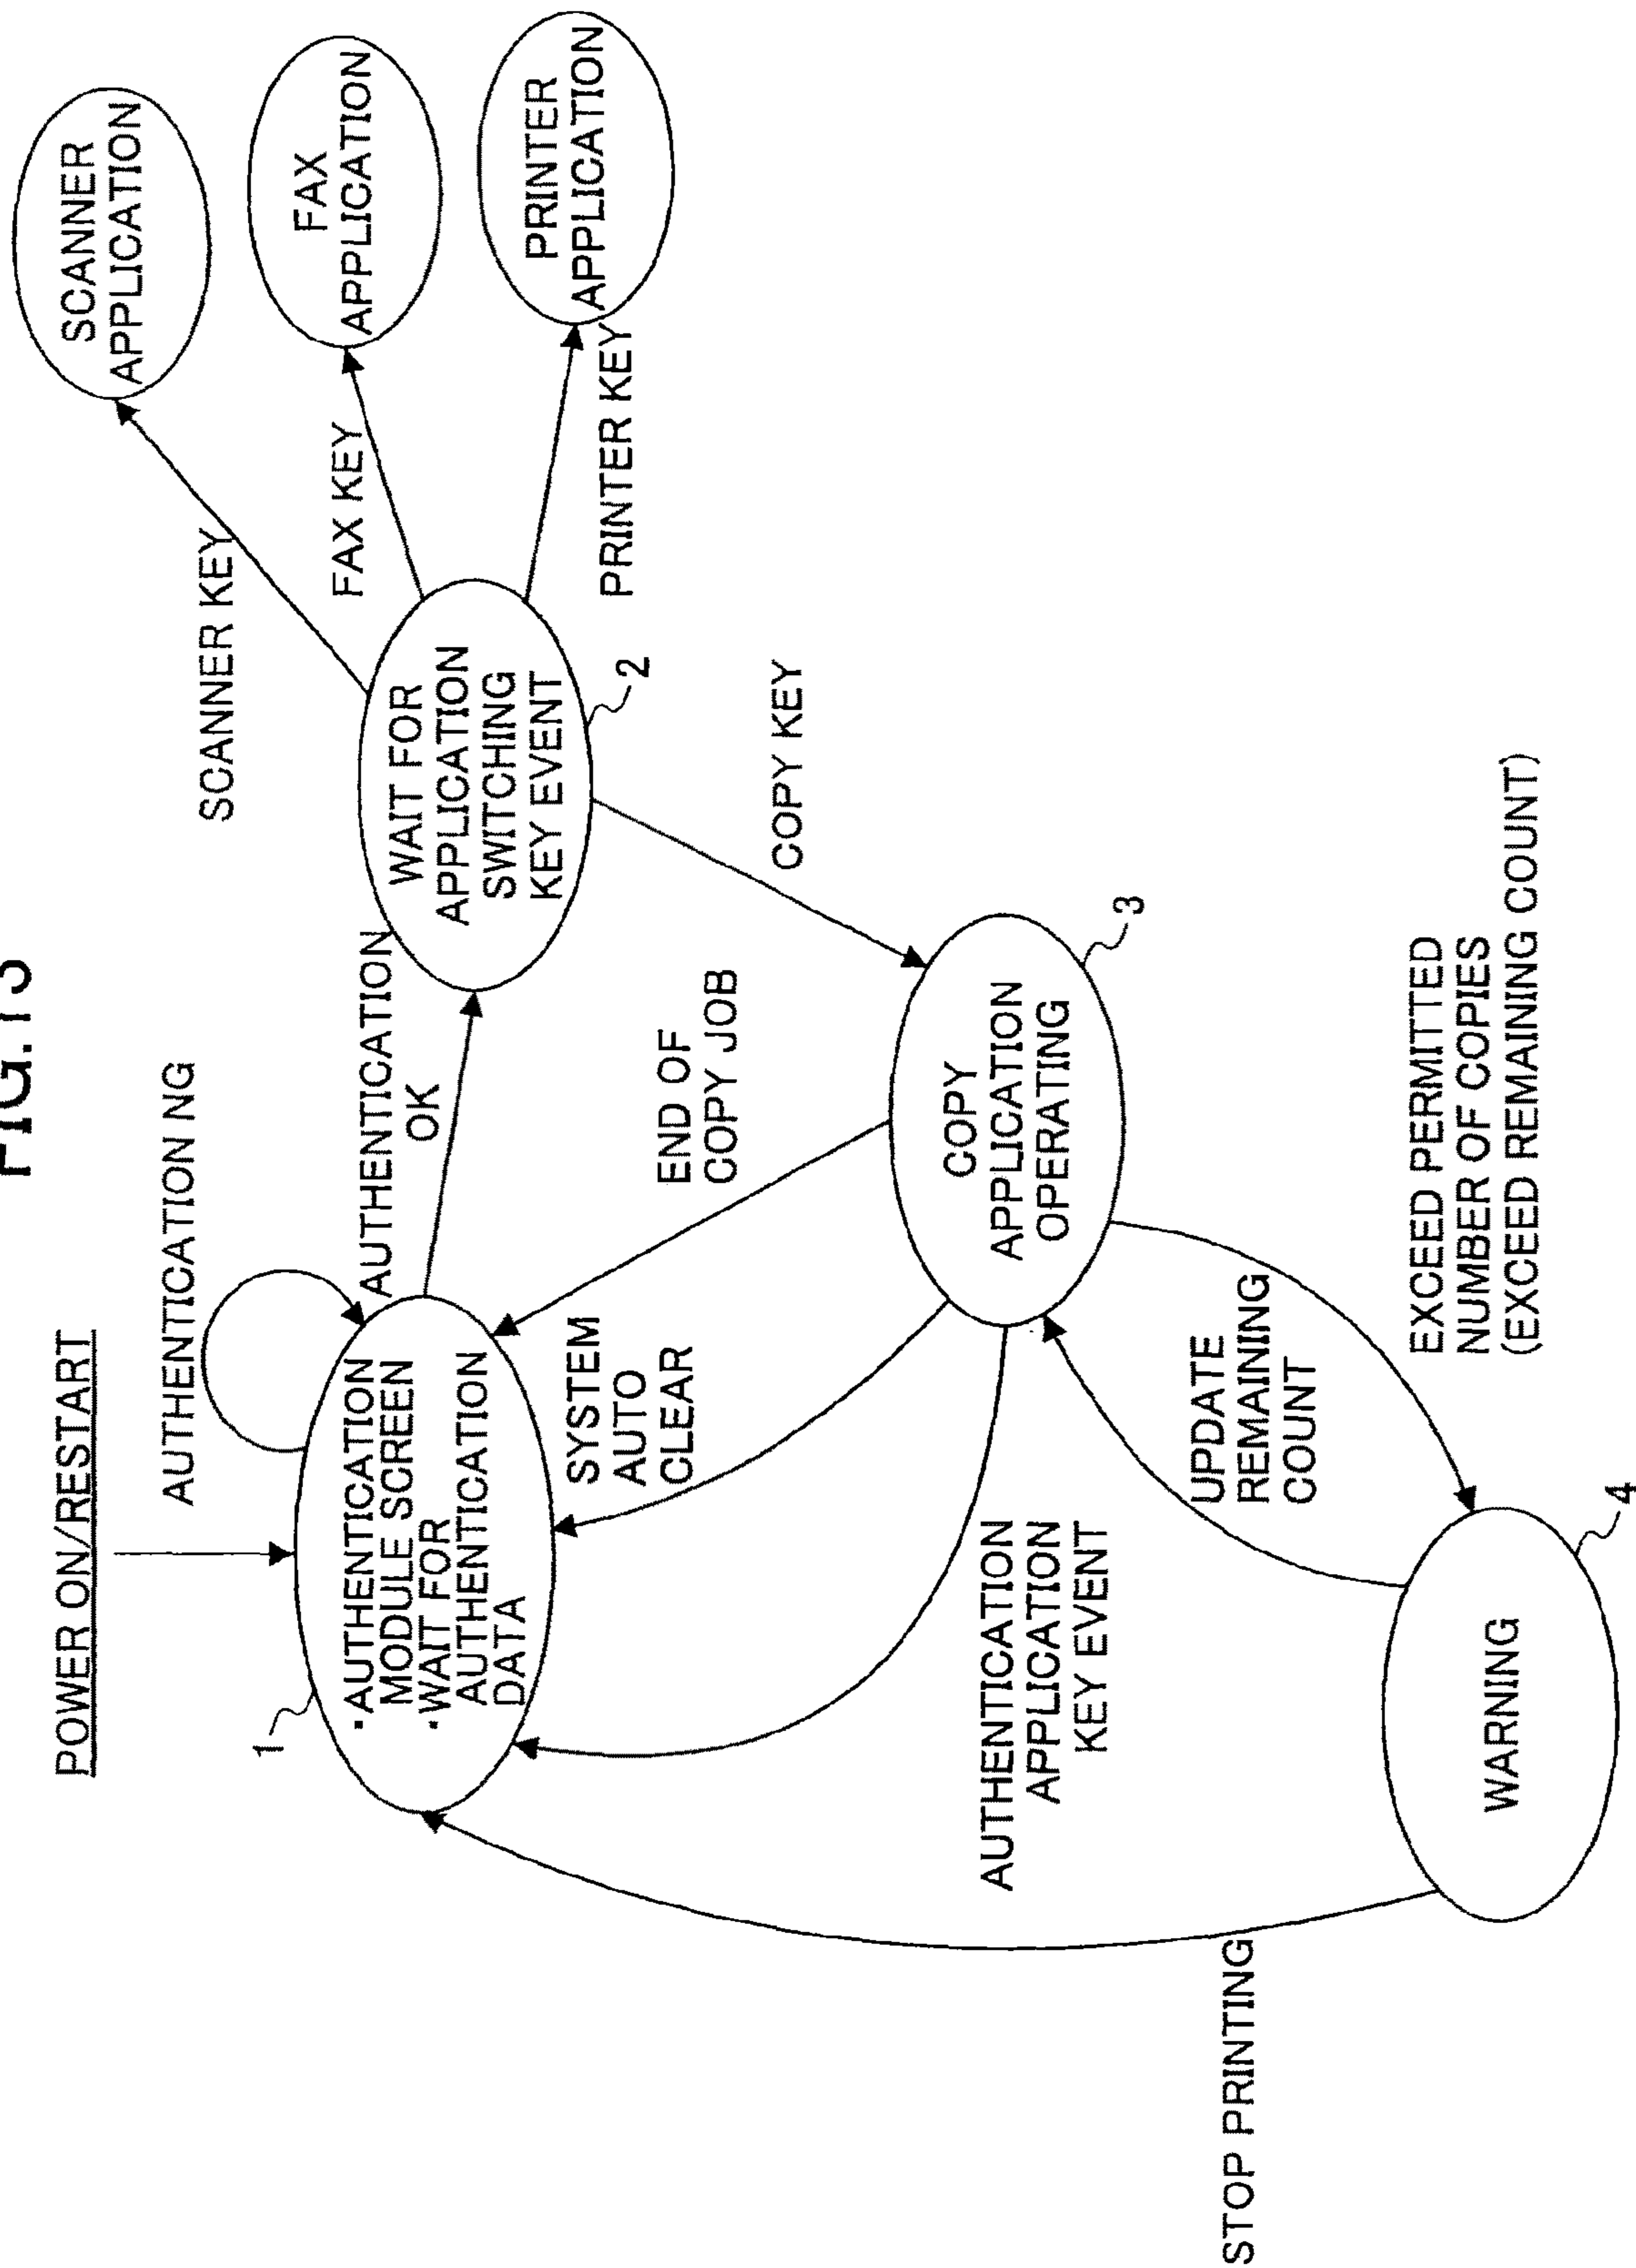 POWER ON/RESTART
AUTHENTICATION NG
1
·AUTHENTICATION
MODULE SCREEN
·WAIT FOR
AUTHENTICATION
DATA
AUTHENTICATION
OK
WAIT FOR
APPLICATION
SWITCHING
KEY EVENT
2
SCANNER KEY
SCANNER
APPLICATION
FAX KEY
FAX
APPLICATION
PRINTER KEY
PRINTER
APPLICATION
COPY KEY
END OF
COPY JOB
SYSTEM
AUTO
CLEAR
COPY
APPLICATION
OPERATING
3
AUTHENTICATION
APPLICATION
KEY EVENT
UPDATE
REMAINING
COUNT
EXCEED PERMITTED
NUMBER OF COPIES
(EXCEED REMAINING COUNT)
WARNING
4
STOP PRINTING